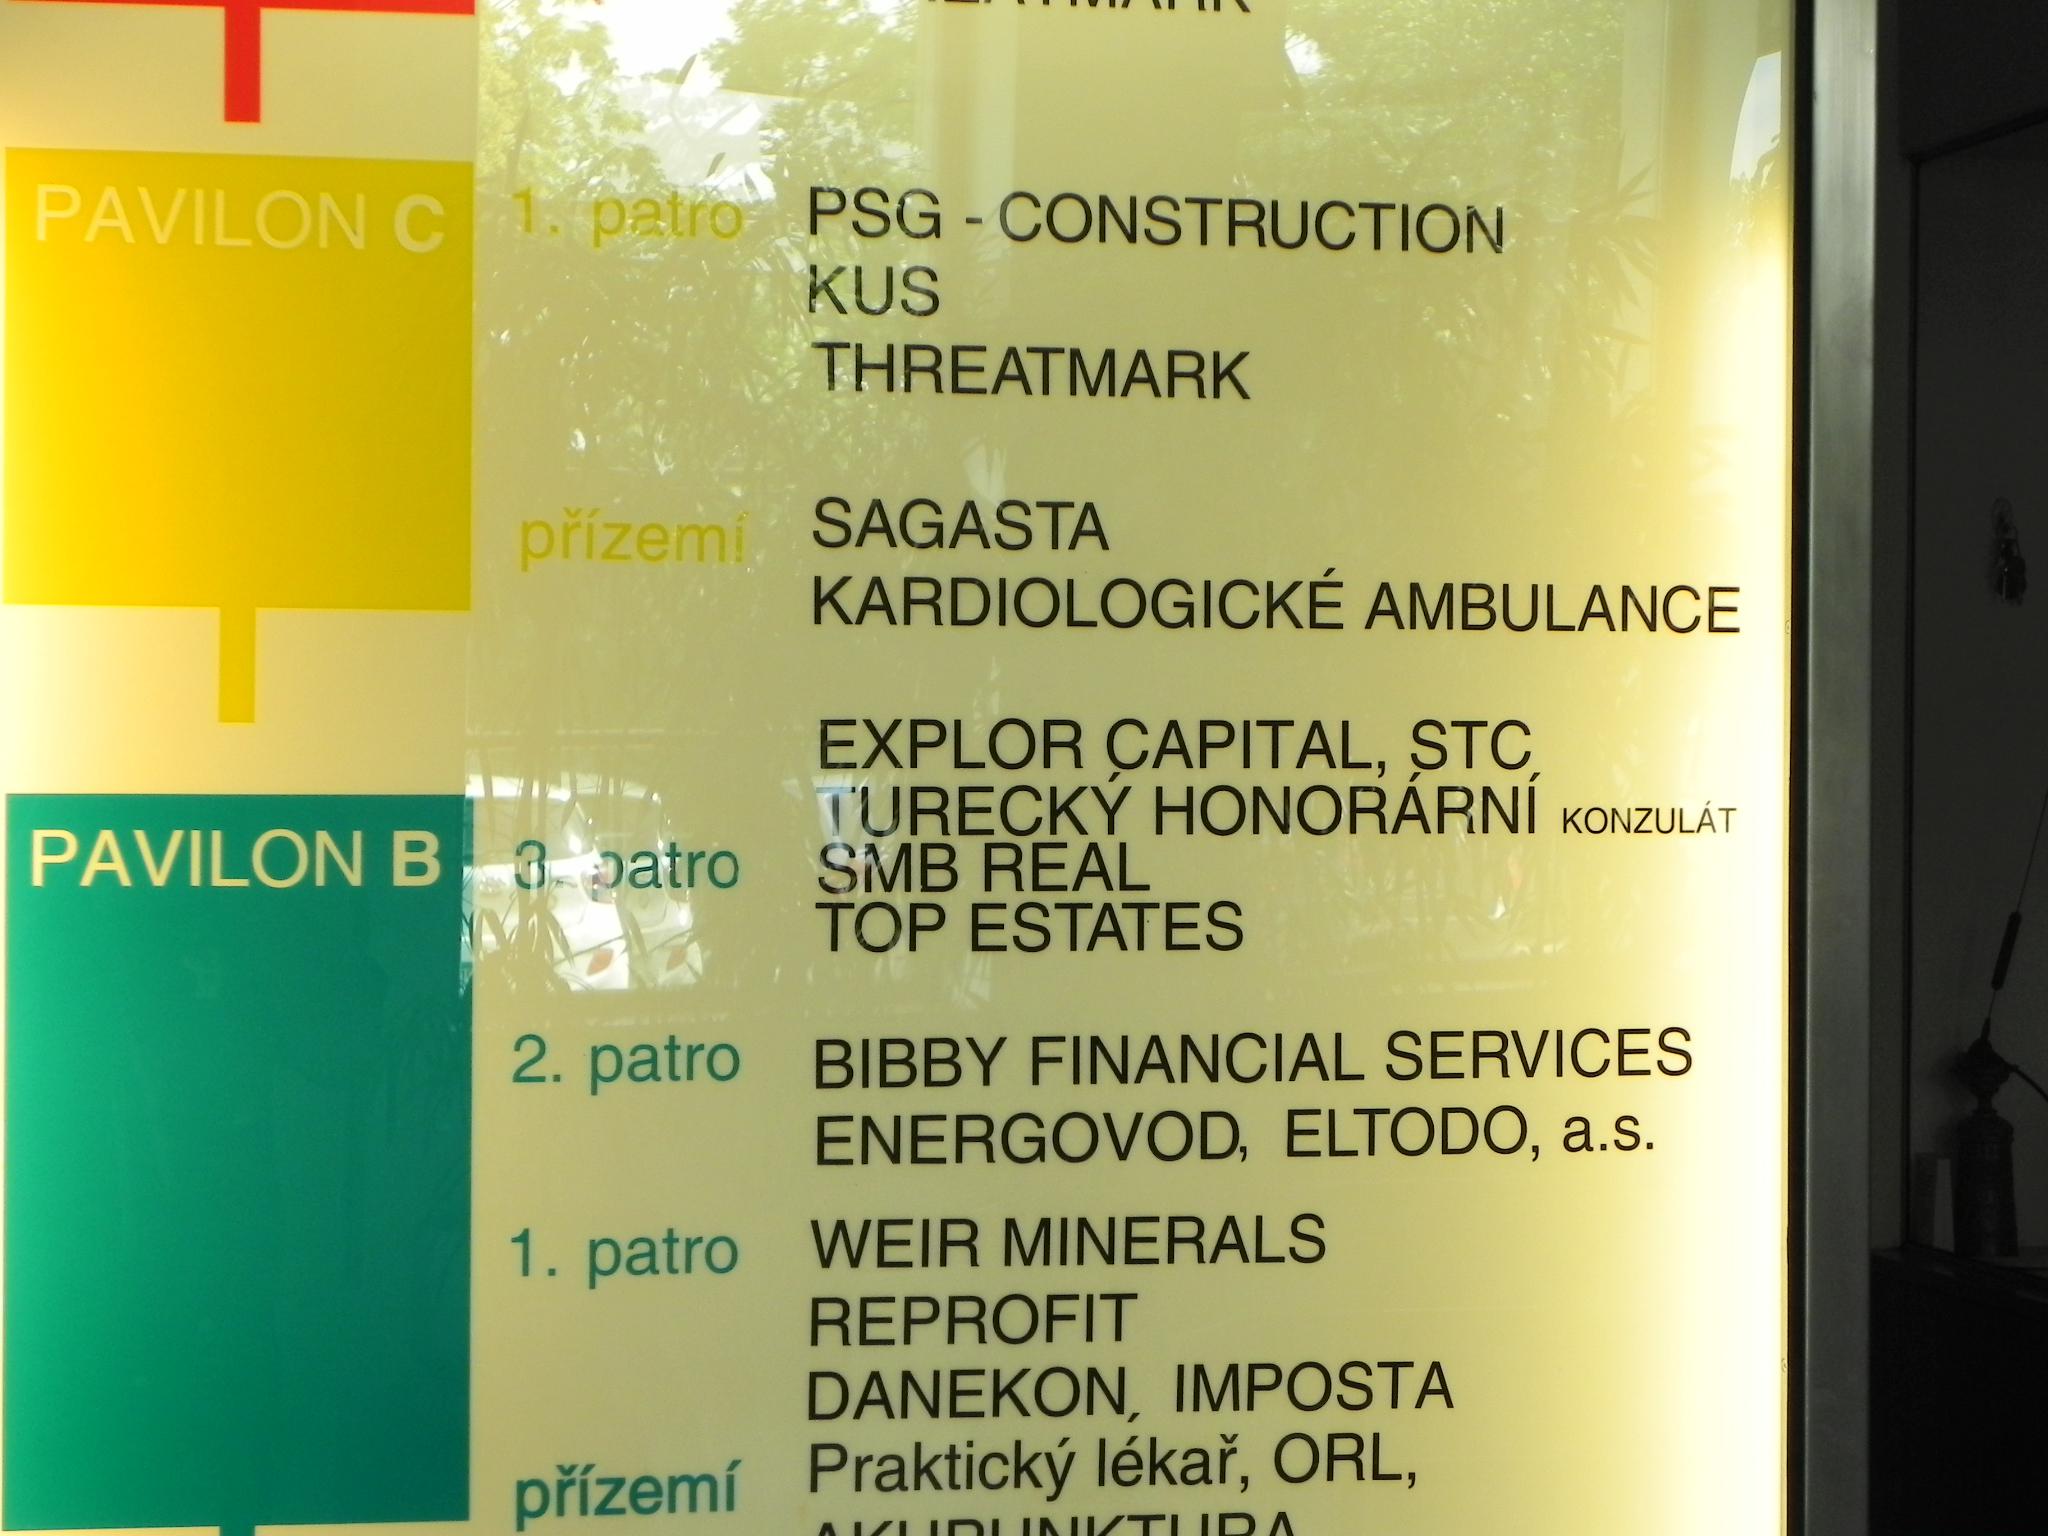 PAVILON C
1. patro PSG - CONSTRUCTION
KUS
THREATMARK
přízemí SAGASTA
KARDIOLOGICKÉ AMBULANCE
EXPLOR CAPITAL, STC
TURECKÝ HONORÁRNÍ KONZULÁT
PAVILON B
3. patro SMB REAL
TOP ESTATES
2. patro BIBBY FINANCIAL SERVICES
ENERGOVOD, ELTODO, a.s.
1. patro WEIR MINERALS
REPROFIT
DANEKON, IMPOSTA
přízemí Praktický lékař, ORL,
AKUPUNKTURA